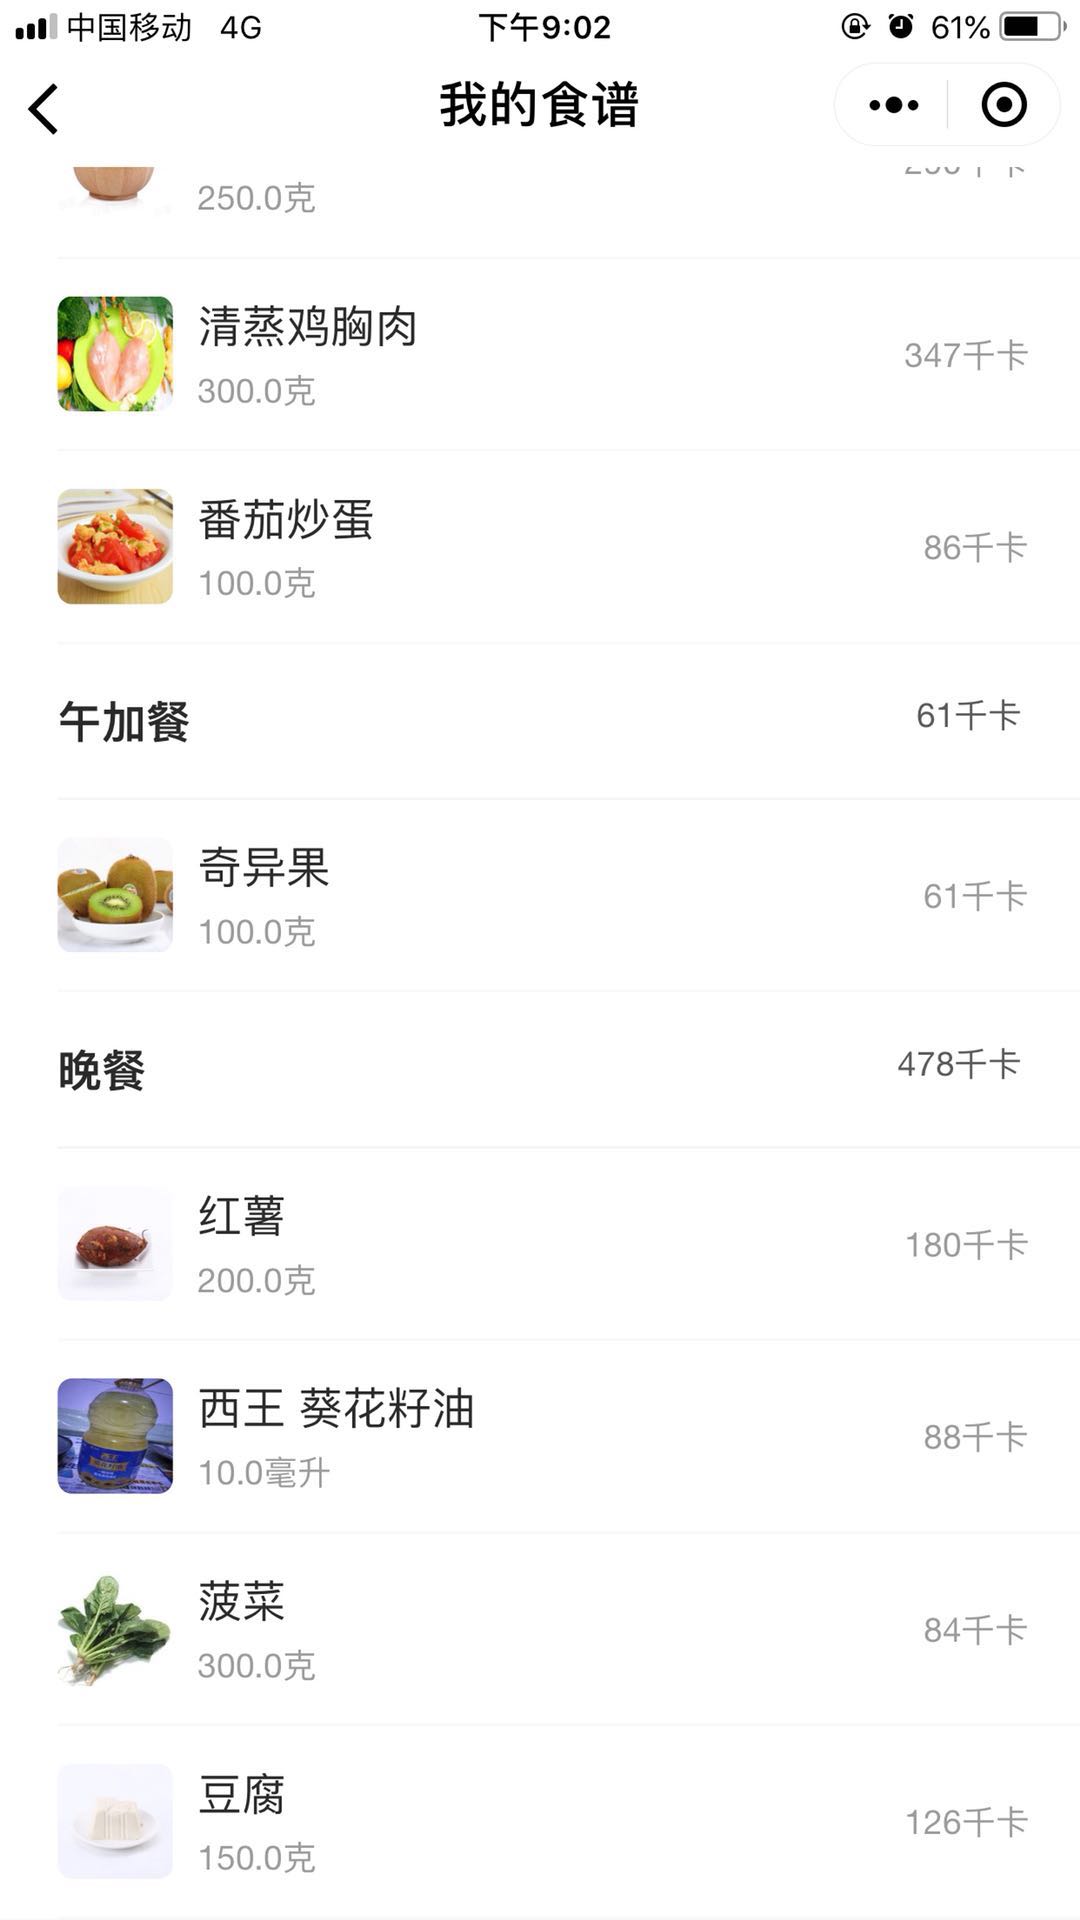 中国移动 4G 下午9:02 61%
我的食谱
250.0克
清蒸鸡胸肉
347千卡
300.0克
番茄炒蛋
86千卡
100.0克
午加餐 61千卡
奇异果
61千卡
100.0克
晚餐 478千卡
红薯
180千卡
200.0克
西王 葵花籽油
88千卡
10.0毫升
菠菜
84千卡
300.0克
豆腐
126千卡
150.0克